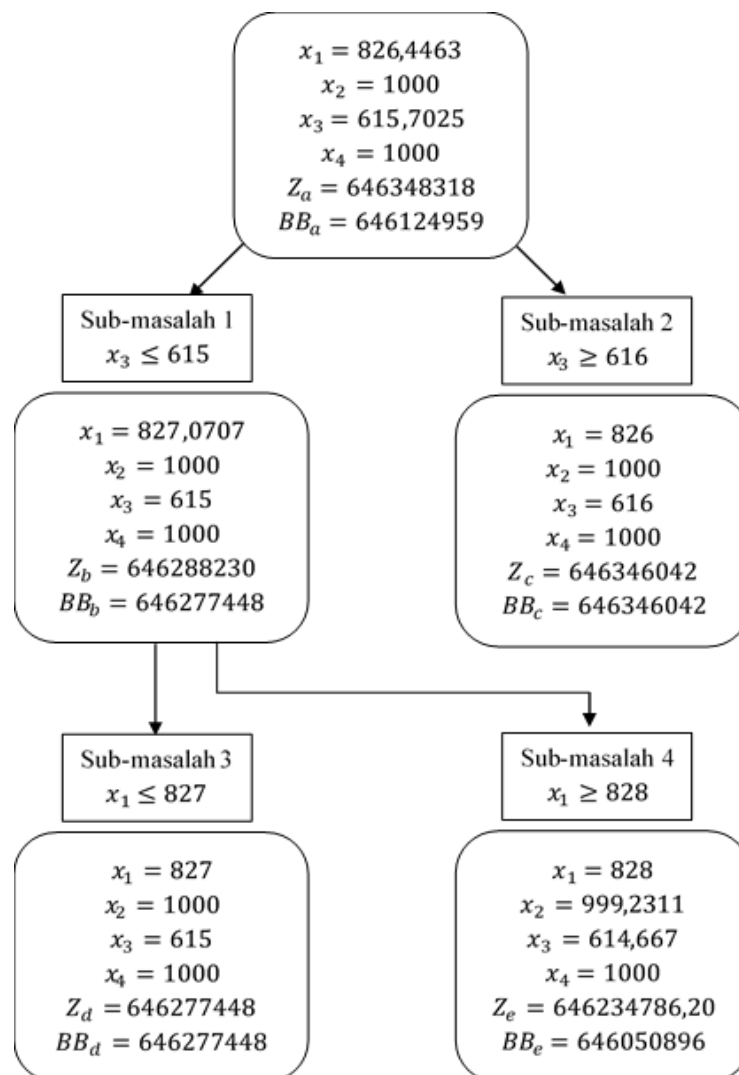 x₁ = 826,4463
x₂ = 1000
x₃ = 615,7025
x₄ = 1000
Zₐ = 646348318
BBₐ = 646124959
Sub-masalah 1
x₃ ≤ 615
Sub-masalah 2
x₃ ≥ 616
x₁ = 827,0707
x₂ = 1000
x₃ = 615
x₄ = 1000
Z_b = 646288230
BB_b = 646277448
x₁ = 826
x₂ = 1000
x₃ = 616
x₄ = 1000
Z_c = 646346042
BB_c = 646346042
Sub-masalah 3
x₁ ≤ 827
Sub-masalah 4
x₁ ≥ 828
x₁ = 827
x₂ = 1000
x₃ = 615
x₄ = 1000
Z_d = 646277448
BB_d = 646277448
x₁ = 828
x₂ = 999,2311
x₃ = 614,667
x₄ = 1000
Zₑ = 646234786,20
BBₑ = 646050896